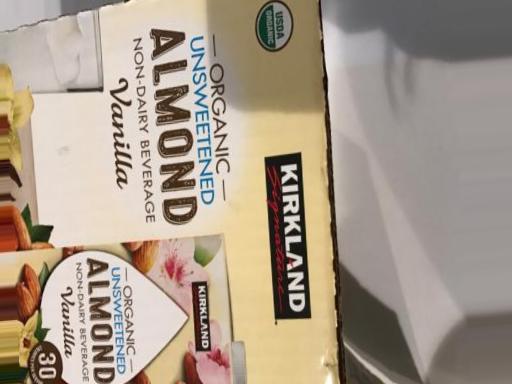 USDA
ORGANIC
KIRKLAND
Signature
ORGANIC
UNSWEETENED
ALMOND
NON-DAIRY BEVERAGE
Vanilla
KIRKLAND
ORGANIC
UNSWEETENED
ALMOND
NON-DAIRY BEVERAGE
Vanilla
30